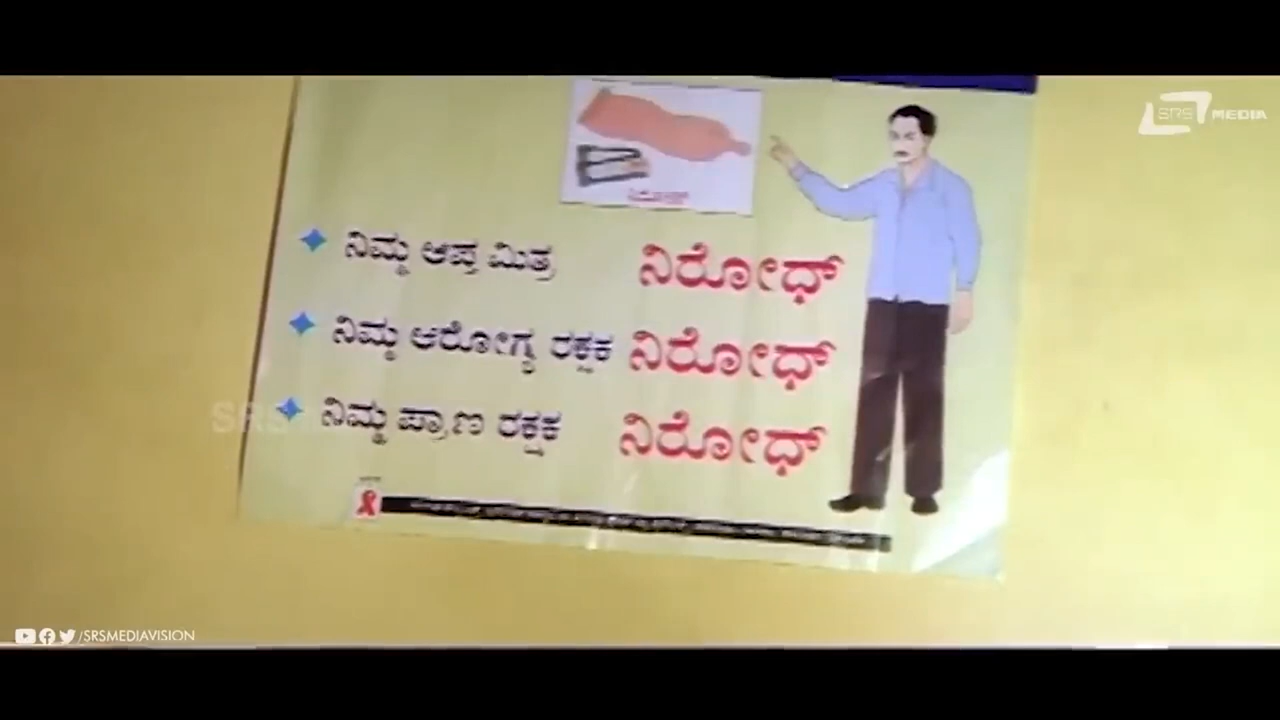 SRS MEDIA
ನಿರೋಧ್
ನಿಮ್ಮ ಆಪ್ತ ಮಿತ್ರ ನಿರೋಧ್
ನಿಮ್ಮ ಆರೋಗ್ಯ ರಕ್ಷಕ ನಿರೋಧ್
ನಿಮ್ಮ ಪ್ರಾಣ ರಕ್ಷಕ ನಿರೋಧ್
/SRSMEDIAVISION